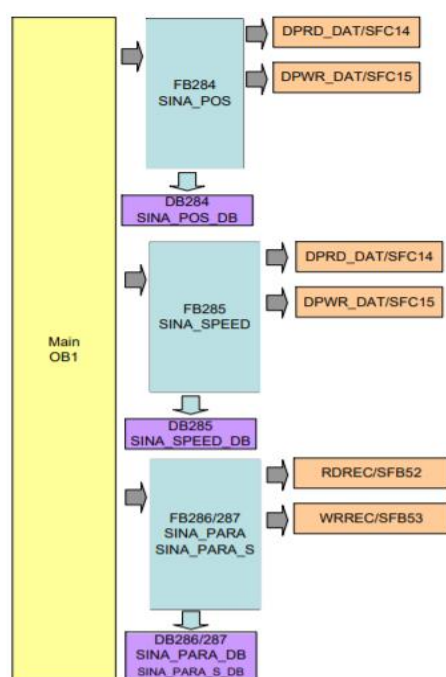 DPRD_DAT/SFC14
FB284
SINA_POS
DPWR_DAT/SFC15
DB284
SINA_POS_DB
DPRD_DAT/SFC14
FB285
SINA_SPEED
DPWR_DAT/SFC15
Main
OB1
DB285
SINA_SPEED_DB
RDREC/SFB52
FB286/287
SINA_PARA
SINA_PARA_S
WRREC/SFB53
DB286/287
SINA_PARA_DB
SINA_PARA_S_DB